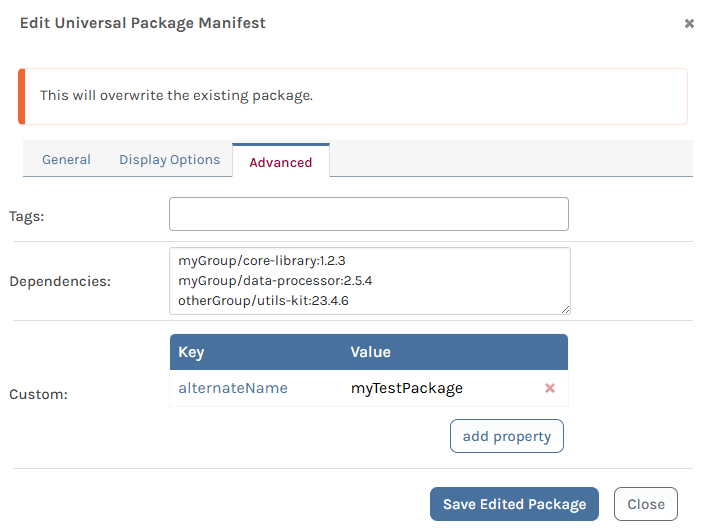 Edit Universal Package Manifest
This will overwrite the existing package.
General Display Options Advanced
Tags:
Dependencies:
myGroup/core-library:1.2.3
myGroup/data-processor:2.5.4
otherGroup/utils-kit:23.4.6
Custom:
Key Value
alternateName myTestPackage
add property
Save Edited Package Close